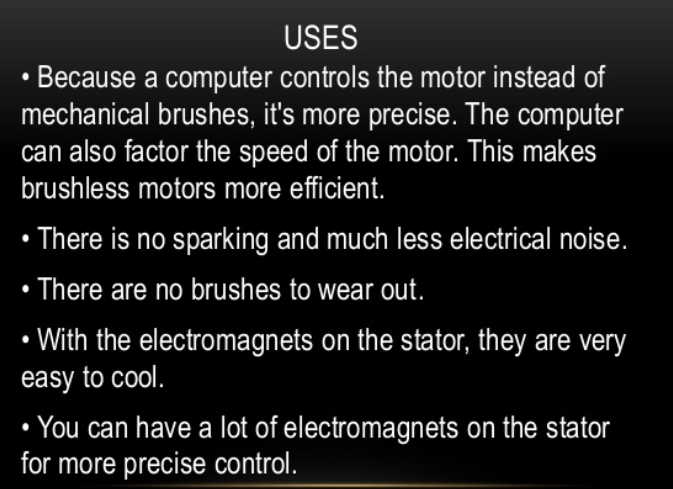 USES
• Because a computer controls the motor instead of
mechanical brushes, it's more precise. The computer
can also factor the speed of the motor. This makes
brushless motors more efficient.
• There is no sparking and much less electrical noise.
• There are no brushes to wear out.
• With the electromagnets on the stator, they are very
easy to cool.
• You can have a lot of electromagnets on the stator
for more precise control.